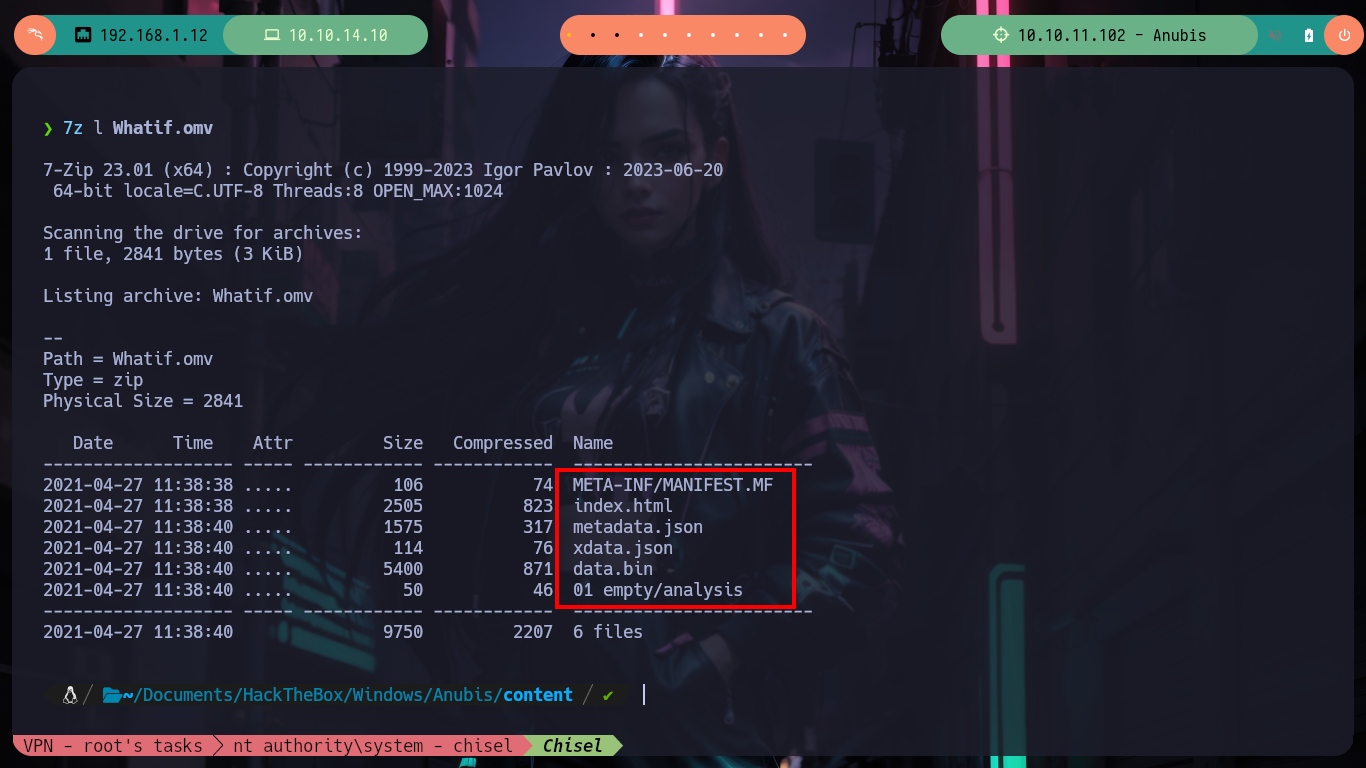 192.168.1.12 10.10.14.10 10.10.11.102 - Anubis
❯ 7z l Whatif.omv
7-Zip 23.01 (x64) : Copyright (c) 1999-2023 Igor Pavlov : 2023-06-20
64-bit locale=C.UTF-8 Threads:8 OPEN_MAX:1024
Scanning the drive for archives:
1 file, 2841 bytes (3 KiB)
Listing archive: Whatif.omv
--
Path = Whatif.omv
Type = zip
Physical Size = 2841
Date Time Attr Size Compressed Name
------------------- ----- ------------ ------------ ------------------------
2021-04-27 11:38:38 ..... 106 74 META-INF/MANIFEST.MF
2021-04-27 11:38:38 ..... 2505 823 index.html
2021-04-27 11:38:40 ..... 1575 317 metadata.json
2021-04-27 11:38:40 ..... 114 76 xdata.json
2021-04-27 11:38:40 ..... 5400 871 data.bin
2021-04-27 11:38:40 ..... 50 46 01 empty/analysis
------------------- ----- ------------ ------------ ------------------------
2021-04-27 11:38:40 9750 2207 6 files
/ ~/Documents/HackTheBox/Windows/Anubis/content / ✔
VPN - root's tasks nt authority\system - chisel Chisel